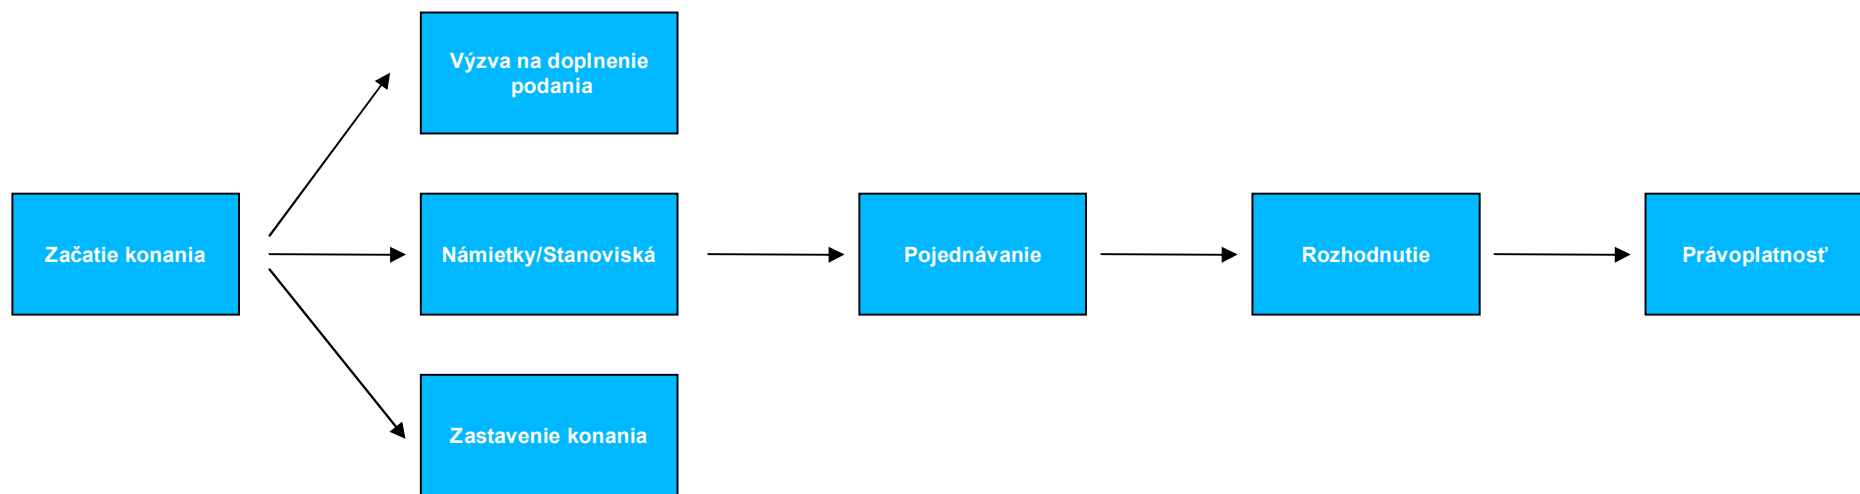 Výzva na doplnenie
podania
Začatie konania
Námietky/Stanoviská
Pojednávanie
Rozhodnutie
Právoplatnosť
Zastavenie konania